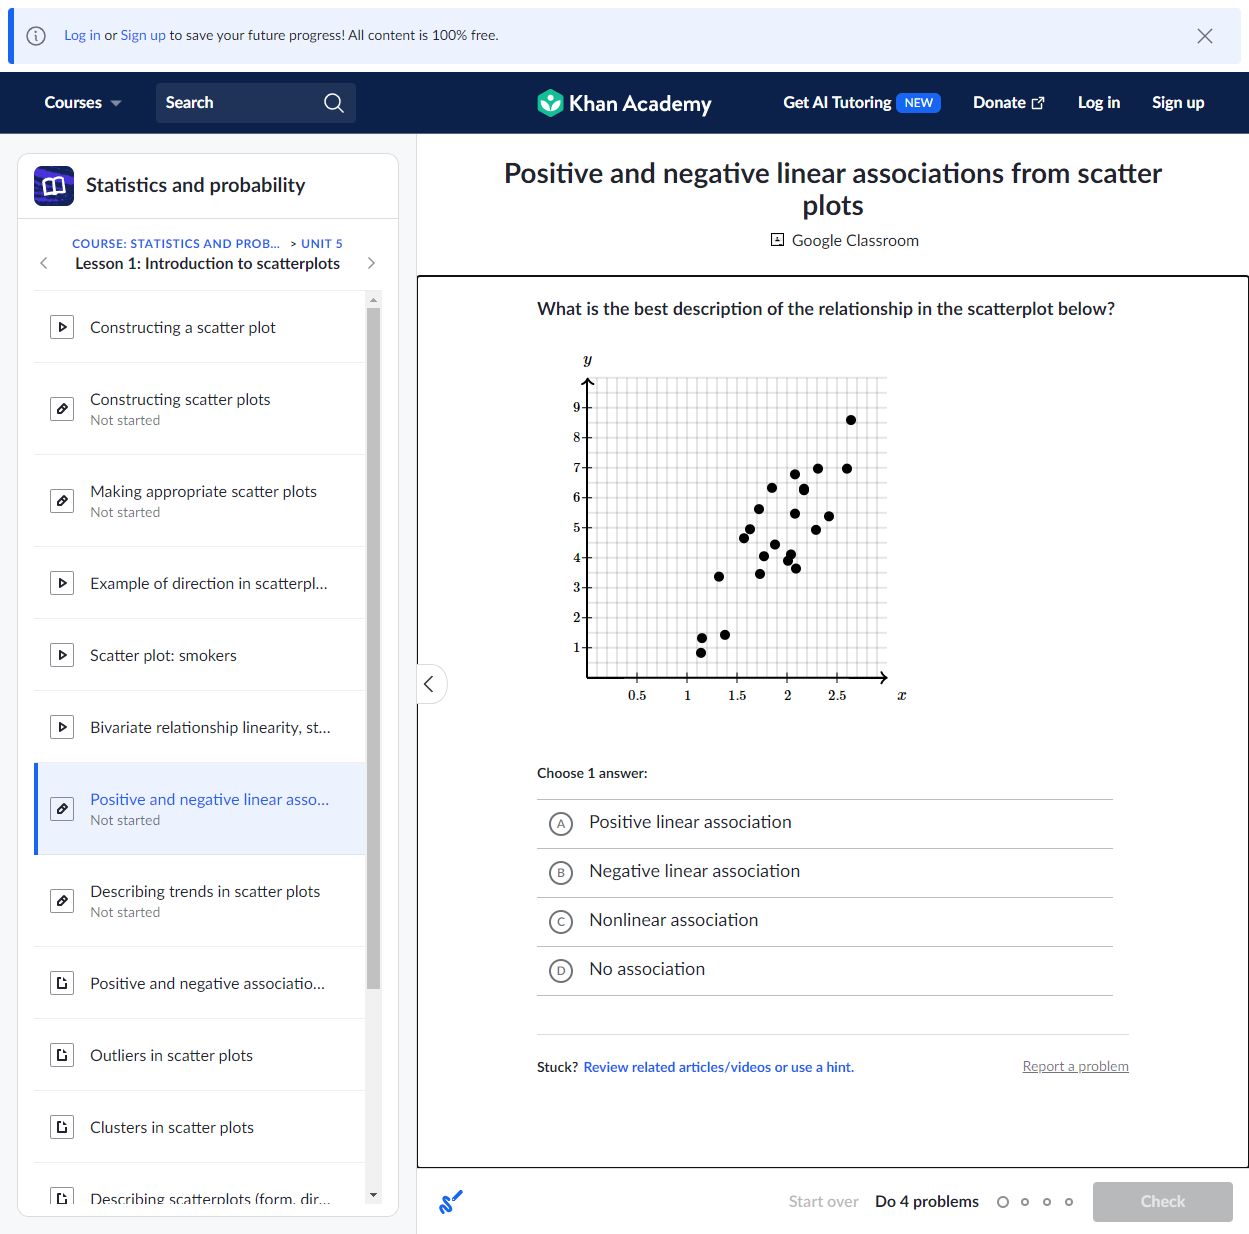 Log in or Sign up to save your future progress! All content is 100% free.
Courses
Search
Khan Academy
Get AI Tutoring NEW
Donate
Log in
Sign up
Statistics and probability
COURSE: STATISTICS AND PROB... > UNIT 5
Lesson 1: Introduction to scatterplots
Constructing a scatter plot
Constructing scatter plots
Not started
Making appropriate scatter plots
Not started
Example of direction in scatterpl...
Scatter plot: smokers
Bivariate relationship linearity, st...
Positive and negative linear asso...
Not started
Describing trends in scatter plots
Not started
Positive and negative associatio...
Outliers in scatter plots
Clusters in scatter plots
Describing scatterplots (form, dir...
Positive and negative linear associations from scatter
plots
Google Classroom
What is the best description of the relationship in the scatterplot below?
y
9
8
7
6
5
4
3
2
1
0.5 1 1.5 2 2.5 x
Choose 1 answer:
A Positive linear association
B Negative linear association
C Nonlinear association
D No association
Stuck? Review related articles/videos or use a hint.
Report a problem
Start over
Do 4 problems
Check